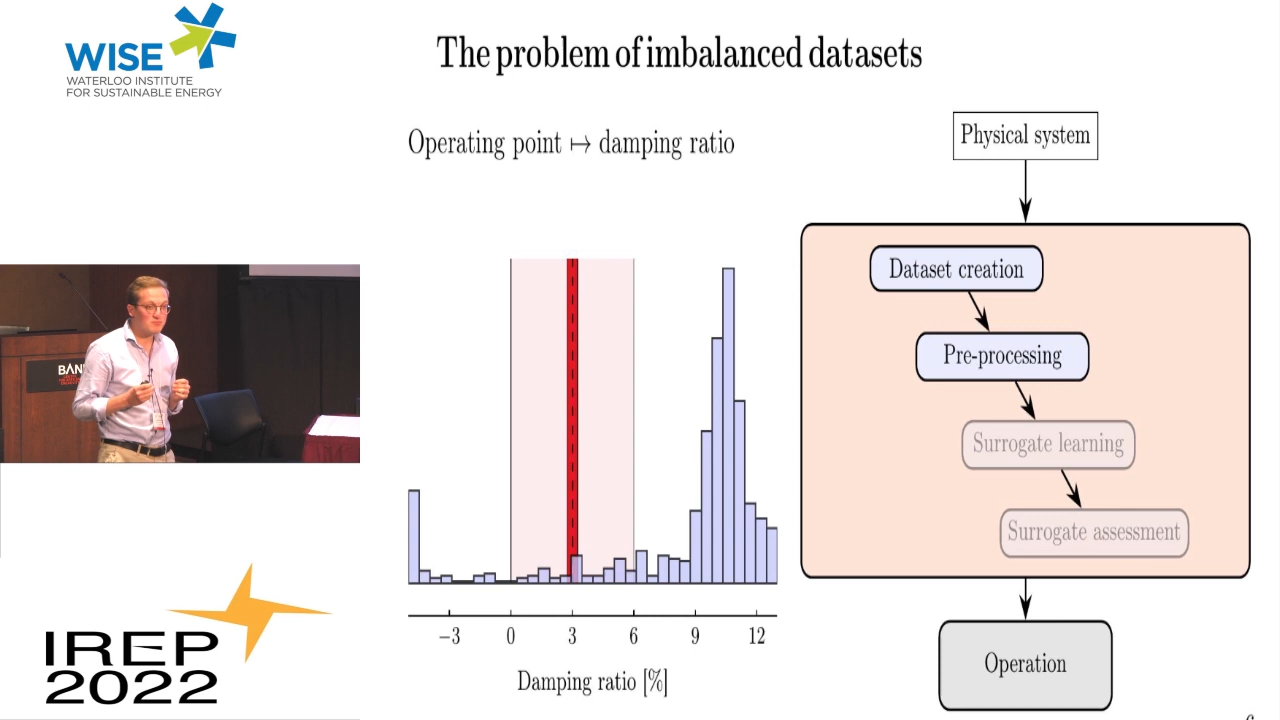 WISE
WATERLOO INSTITUTE
FOR SUSTAINABLE ENERGY
The problem of imbalanced datasets
Operating point ↦ damping ratio
Physical system
Dataset creation
Pre-processing
Surrogate learning
Surrogate assessment
Operation
−3 0 3 6 9 12
Damping ratio [%]
BAN
IREP
2022